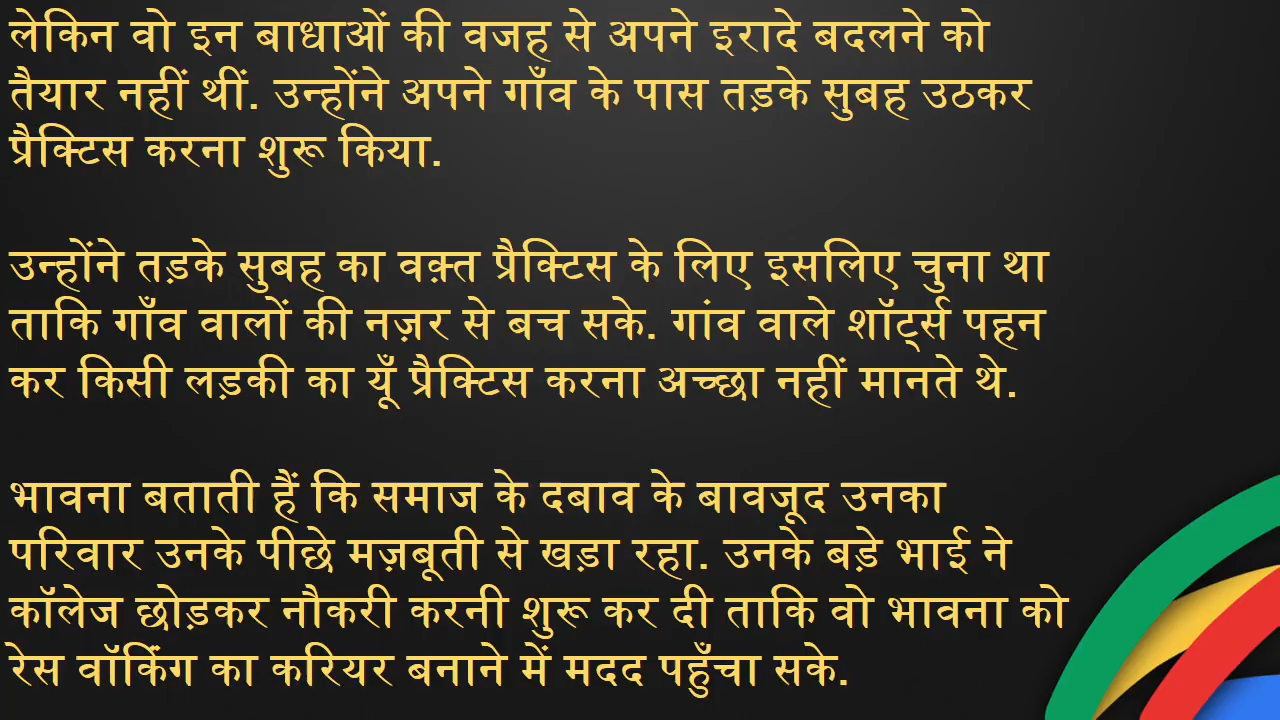 लेकिन वो इन बाधाओं की वजह से अपने इरादे बदलने को
तैयार नहीं थीं. उन्होंने अपने गाँव के पास तड़के सुबह उठकर
प्रैक्टिस करना शुरू किया.
उन्होंने तड़के सुबह का वक़्त प्रैक्टिस के लिए इसलिए चुना था
ताकि गाँव वालों की नज़र से बच सके. गांव वाले शॉर्ट्स पहन
कर किसी लड़की का यूँ प्रैक्टिस करना अच्छा नहीं मानते थे.
भावना बताती हैं कि समाज के दबाव के बावजूद उनका
परिवार उनके पीछे मज़बूती से खड़ा रहा. उनके बड़े भाई ने
कॉलेज छोड़कर नौकरी करनी शुरू कर दी ताकि वो भावना को
रेस वॉकिंग का करियर बनाने में मदद पहुँचा सके.